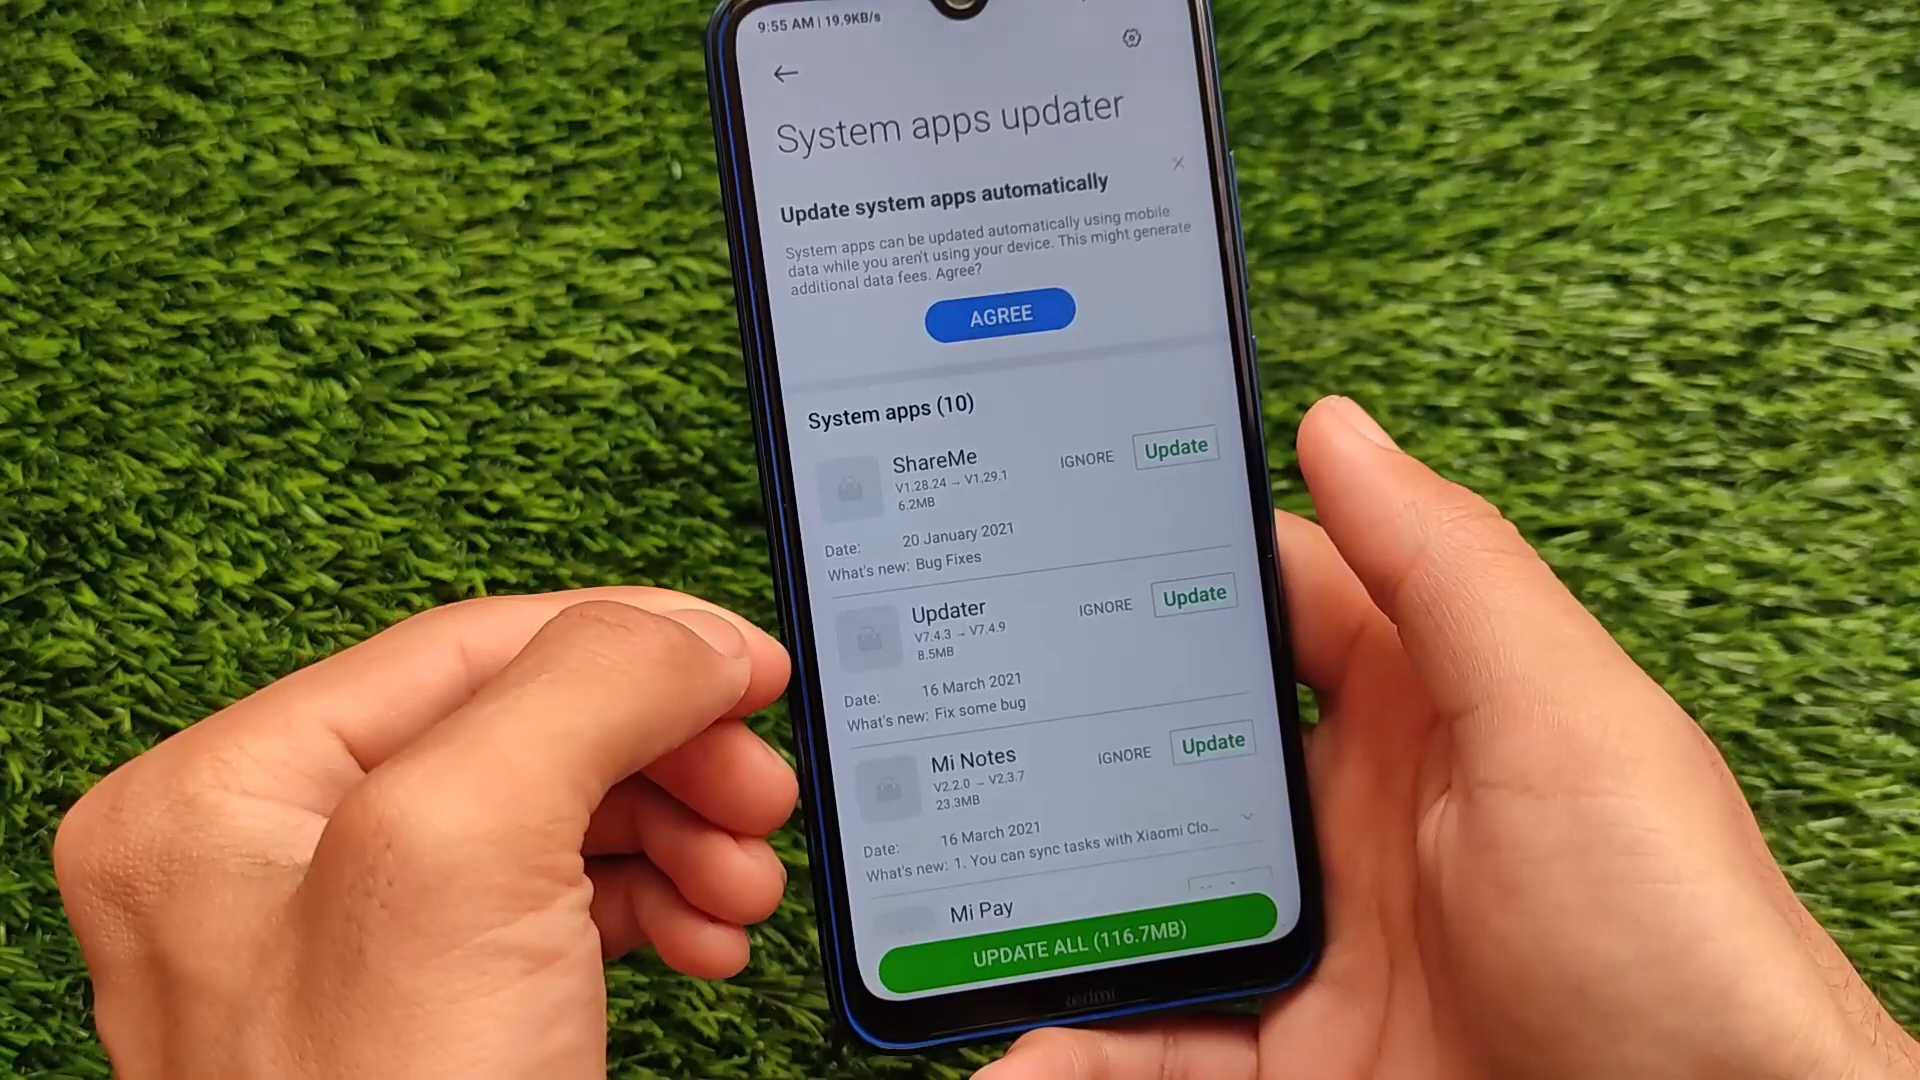 9:55 AM | 19.9KB/s
System apps updater
Update system apps automatically
System apps can be updated automatically using mobile
data while you aren't using your device. This might generate
additional data fees. Agree?
AGREE
System apps (10)
ShareMe
IGNORE
Update
V1.28.24 → V1.29.1
6.2MB
Date: 20 January 2021
What's new: Bug Fixes
Updater
IGNORE
Update
V7.4.3 → V7.4.9
8.5MB
Date: 16 March 2021
What's new: Fix some bug
Mi Notes
IGNORE
Update
V2.2.0 → V2.3.7
23.3MB
Date: 16 March 2021
What's new: 1. You can sync tasks with Xiaomi Clo...
Mi Pay
UPDATE ALL (116.7MB)
redmi